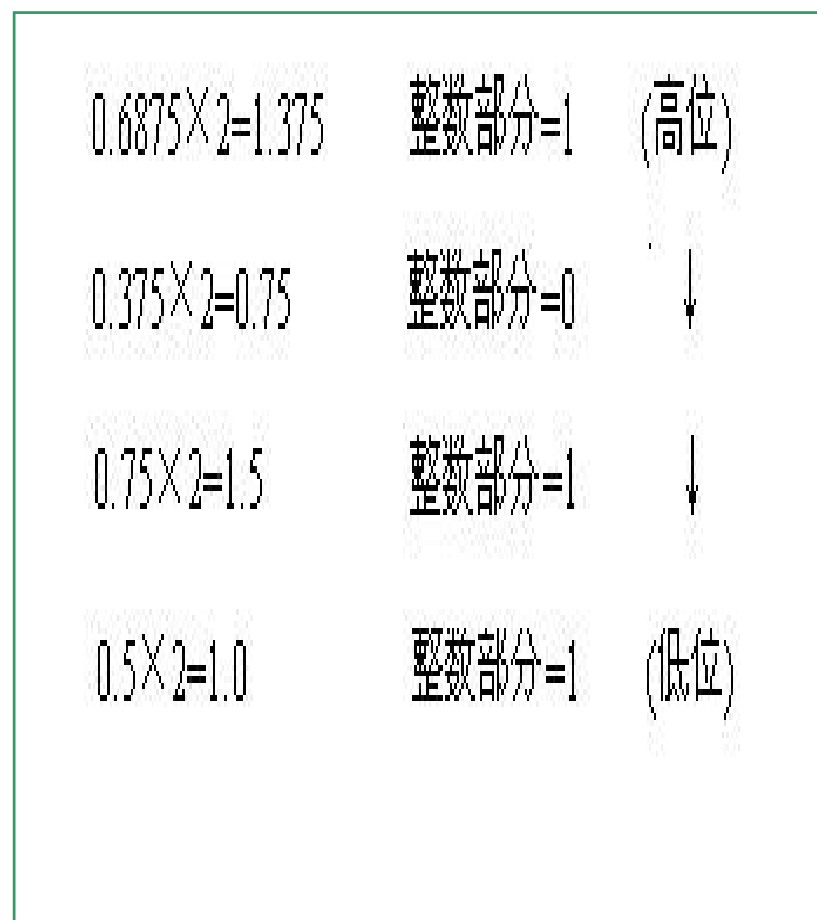 0.6875×2=1.375 整数部分=1 (高位)
0.375×2=0.75 整数部分=0 ↓
0.75×2=1.5 整数部分=1 ↓
0.5×2=1.0 整数部分=1 (低位)